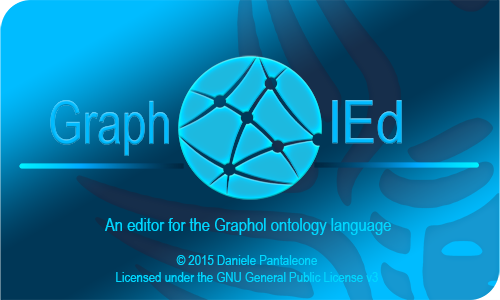 Graph lEd
An editor for the Graphol ontology language
© 2015 Daniele Pantaleone
Licensed under the GNU General Public License v3